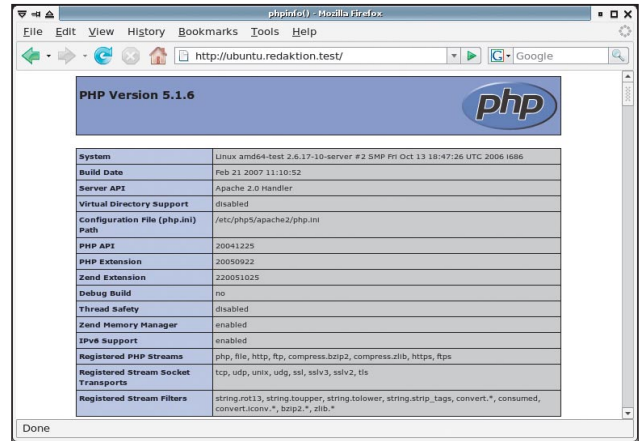 phpinfo() - Mozilla Firefox
File Edit View History Bookmarks Tools Help
http://ubuntu.redaktion.test/
G Google
PHP Version 5.1.6
php
System Linux amd64-test 2.6.17-10-server #2 SMP Fri Oct 13 18:47:26 UTC 2006 i686
Build Date Feb 21 2007 11:10:52
Server API Apache 2.0 Handler
Virtual Directory Support disabled
Configuration File (php.ini) /etc/php5/apache2/php.ini
Path
PHP API 20041225
PHP Extension 20050922
Zend Extension 220051025
Debug Build no
Thread Safety disabled
Zend Memory Manager enabled
IPv6 Support enabled
Registered PHP Streams php, file, http, ftp, compress.bzip2, compress.zlib, https, ftps
Registered Stream Socket tcp, udp, unix, udg, ssl, sslv3, sslv2, tls
Transports
Registered Stream Filters string.rot13, string.toupper, string.tolower, string.strip_tags, convert.*, consumed,
convert.iconv.*, bzip2.*, zlib.*
Done